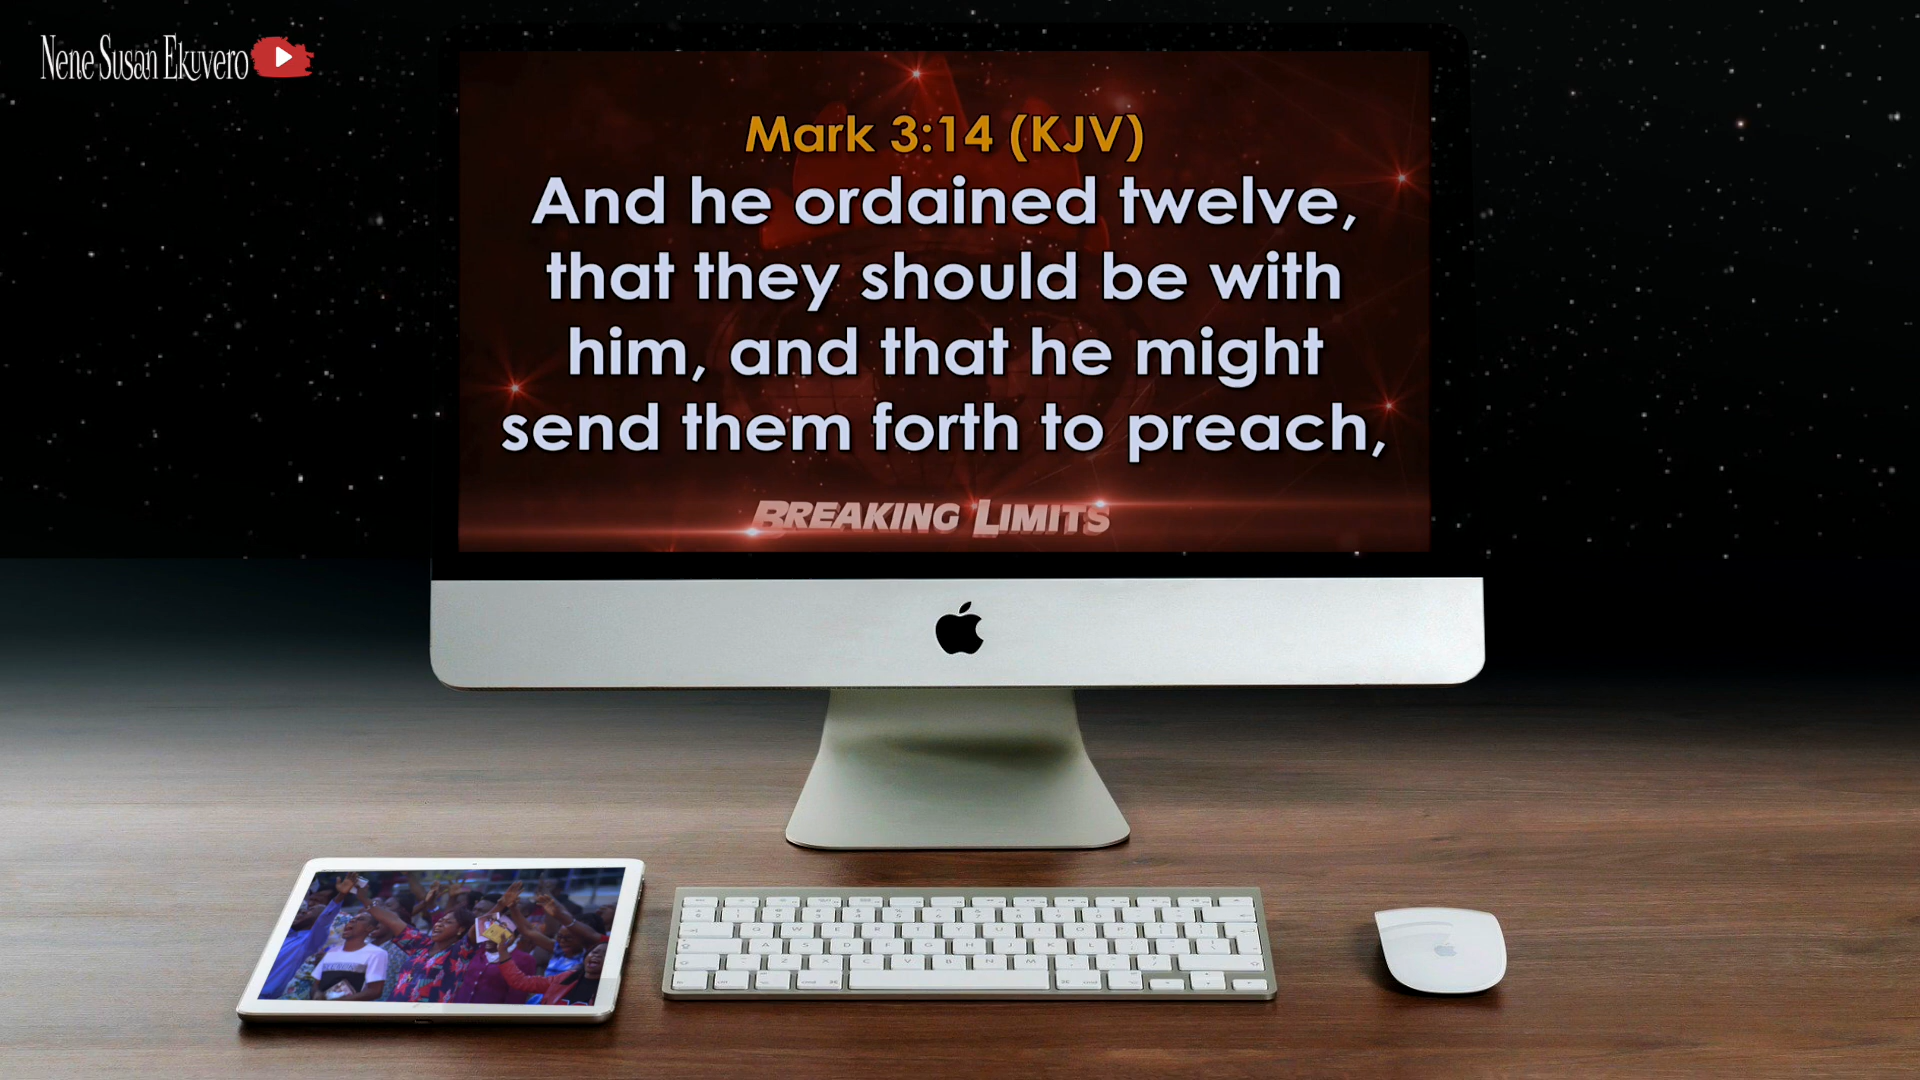 Nene Susan Ekuvero
Mark 3:14 (KJV)
And he ordained twelve,
that they should be with
him, and that he might
send them forth to preach,
BREAKING LIMITS